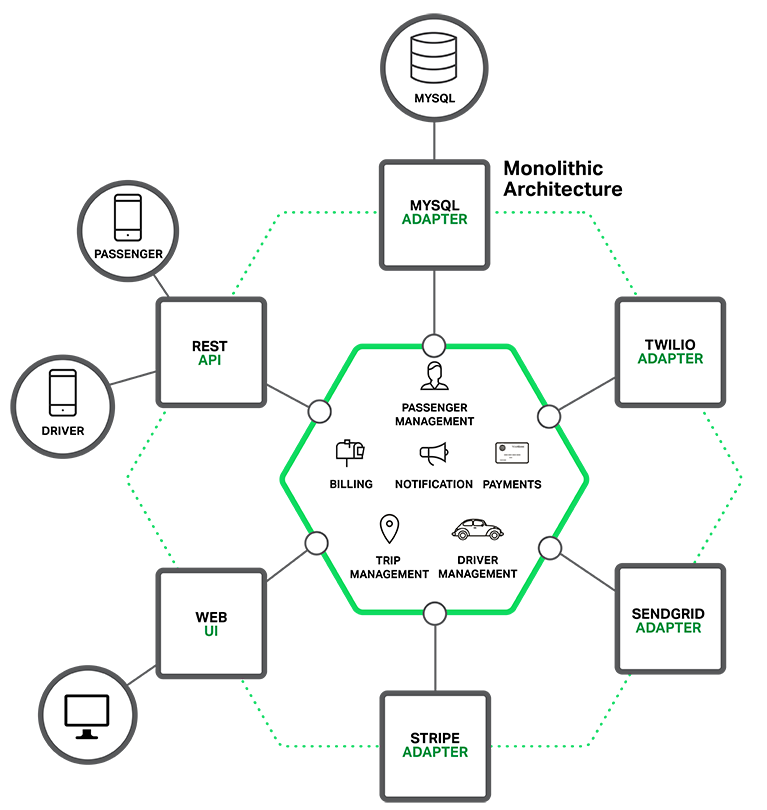 MYSQL
Monolithic
Architecture
MYSQL
ADAPTER
PASSENGER
REST
API
TWILIO
ADAPTER
DRIVER
PASSENGER
MANAGEMENT
BILLING
NOTIFICATION
PAYMENTS
TRIP
MANAGEMENT
DRIVER
MANAGEMENT
WEB
UI
SENDGRID
ADAPTER
STRIPE
ADAPTER